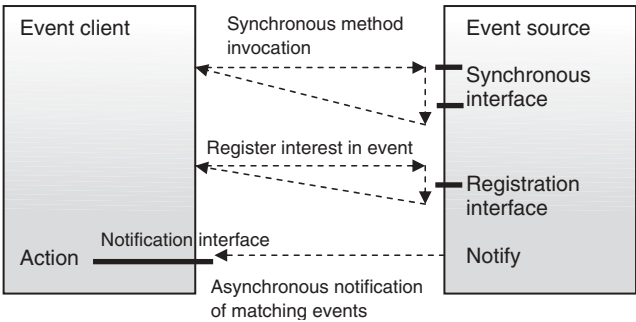 Event client
Synchronous method
invocation
Event source
Synchronous
interface
Register interest in event
Registration
interface
Notification interface
Action
Notify
Asynchronous notification
of matching events